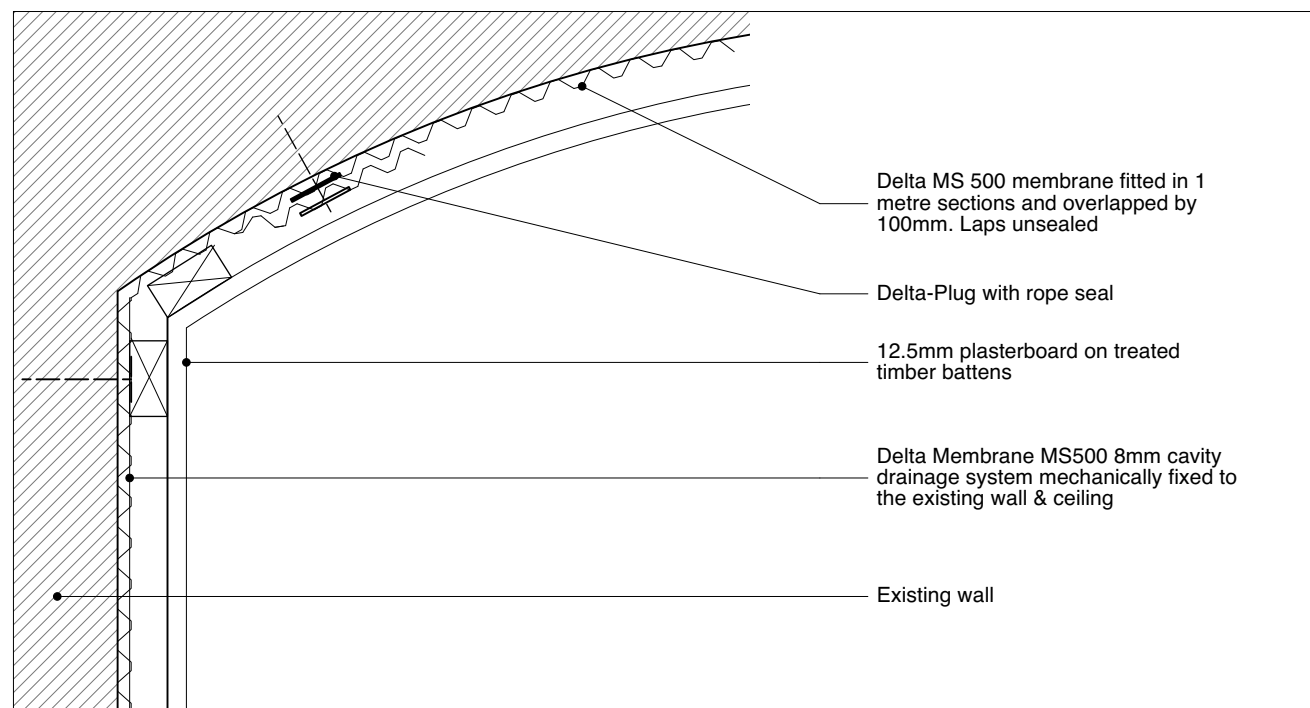 Delta MS 500 membrane fitted in 1
metre sections and overlapped by
100mm. Laps unsealed
Delta-Plug with rope seal
12.5mm plasterboard on treated
timber battens
Delta Membrane MS500 8mm cavity
drainage system mechanically fixed to
the existing wall & ceiling
Existing wall